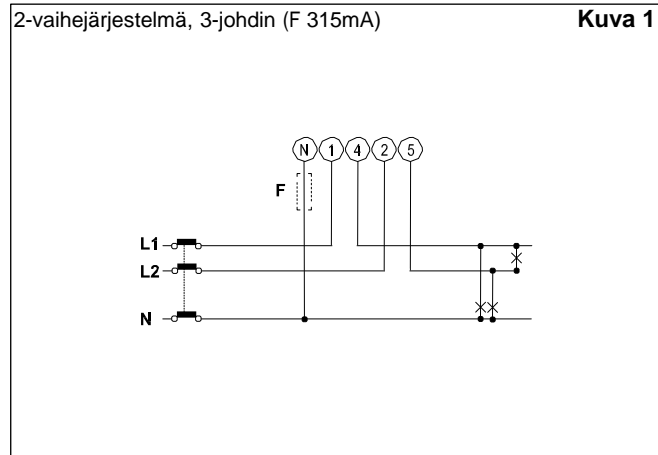 2-vaihejärjestelmä, 3-johdin (F 315mA) Kuva 1
N 1 4 2 5
F
L1
L2
N